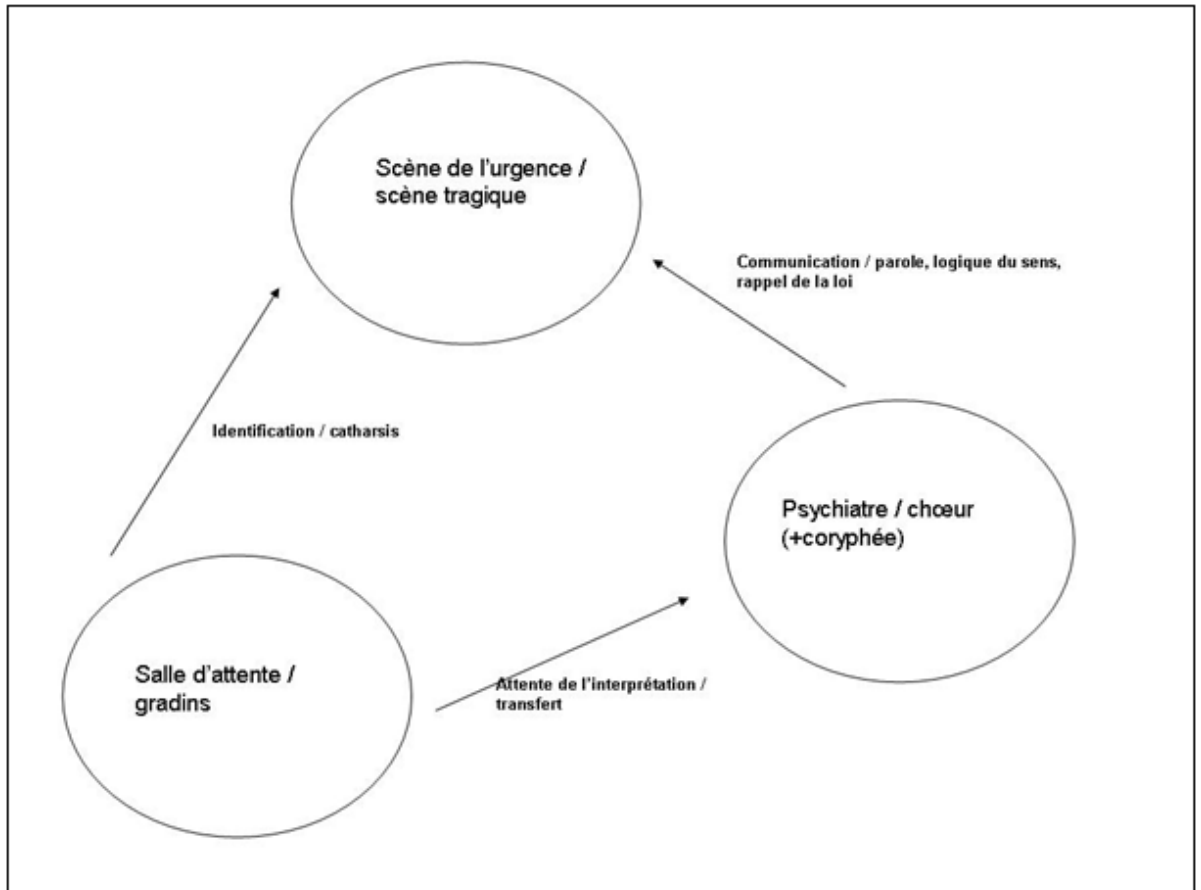 Scène de l'urgence /
scène tragique
Communication / parole, logique du sens,
rappel de la loi
Identification / catharsis
Psychiatre / chœur
(+coryphée)
Salle d'attente /
gradins
Attente de l'interprétation /
transfert